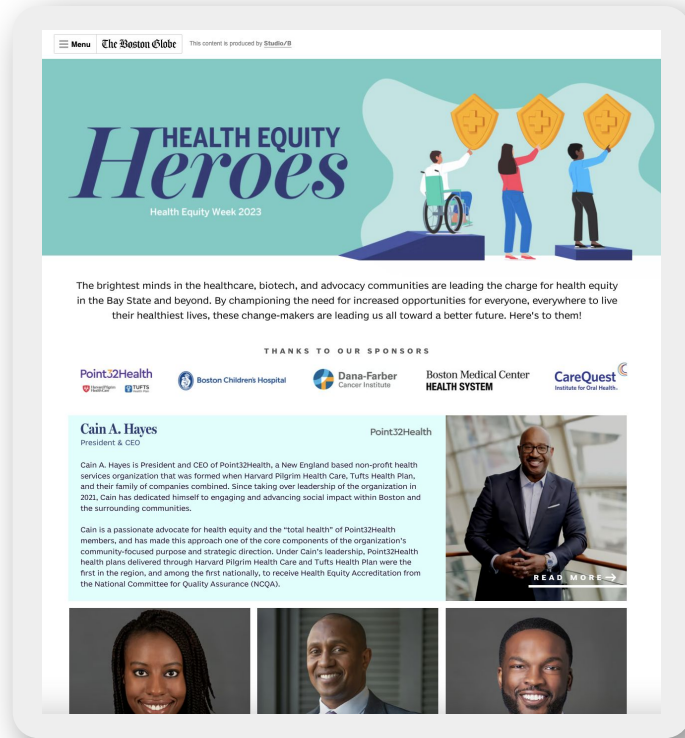 Menu
The Boston Globe
This content is produced by Studio/B
HEALTH EQUITY
Heroes
Health Equity Week 2023
The brightest minds in the healthcare, biotech, and advocacy communities are leading the charge for health equity
in the Bay State and beyond. By championing the need for increased opportunities for everyone, everywhere to live
their healthiest lives, these change-makers are leading us all toward a better future. Here's to them!
THANKS TO OUR SPONSORS
Point32Health
Harvard Pilgrim HealthCare
TUFTS Health Plan
Boston Children's Hospital
Dana-Farber
Cancer Institute
Boston Medical Center
HEALTH SYSTEM
CareQuest
Institute for Oral Health.
Cain A. Hayes
President & CEO
Point32Health
Cain A. Hayes is President and CEO of Point32Health, a New England based non-profit health
services organization that was formed when Harvard Pilgrim Health Care, Tufts Health Plan,
and their family of companies combined. Since taking over leadership of the organization in
2021, Cain has dedicated himself to engaging and advancing social impact within Boston and
the surrounding communities.
Cain is a passionate advocate for health equity and the “total health” of Point32Health
members, and has made this approach one of the core components of the organization's
community-focused purpose and strategic direction. Under Cain's leadership, Point32Health
health plans delivered through Harvard Pilgrim Health Care and Tufts Health Plan were the
first in the region, and among the first nationally, to receive Health Equity Accreditation from
the National Committee for Quality Assurance (NCQA).
READ MORE